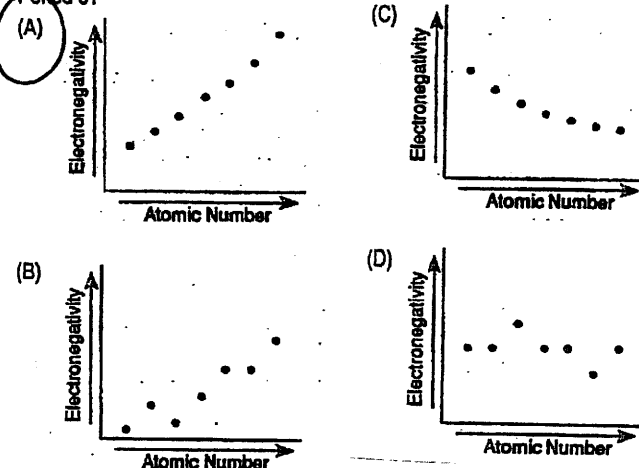 (A)
Electronegativity
Atomic Number
(C)
Electronegativity
Atomic Number
(B)
Electronegativity
Atomic Number
(D)
Electronegativity
Atomic Number